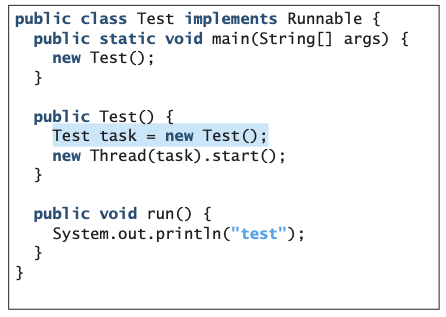 public class Test implements Runnable {
  public static void main(String[] args) {
    new Test();
  }

  public Test() {
    Test task = new Test();
    new Thread(task).start();
  }

  public void run() {
    System.out.println("test");
  }
}